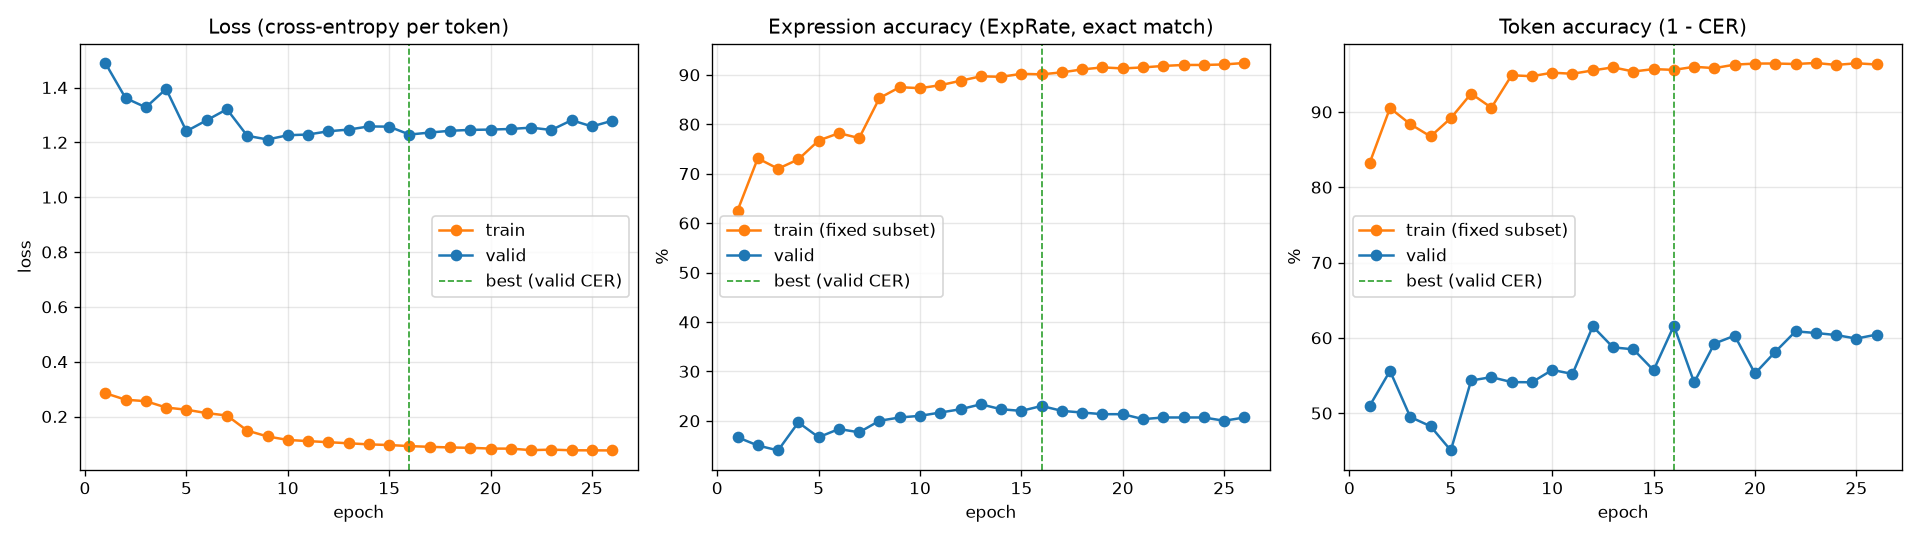 Loss (cross-entropy per token)
1.4
1.2
1.0
0.8
0.6
0.4
0.2
loss
train
valid
best (valid CER)
0 5 10 15 20 25
epoch
Expression accuracy (ExpRate, exact match)
90
80
70
60
50
40
30
20
%
train (fixed subset)
valid
best (valid CER)
0 5 10 15 20 25
epoch
Token accuracy (1 - CER)
90
80
70
60
50
%
train (fixed subset)
valid
best (valid CER)
0 5 10 15 20 25
epoch